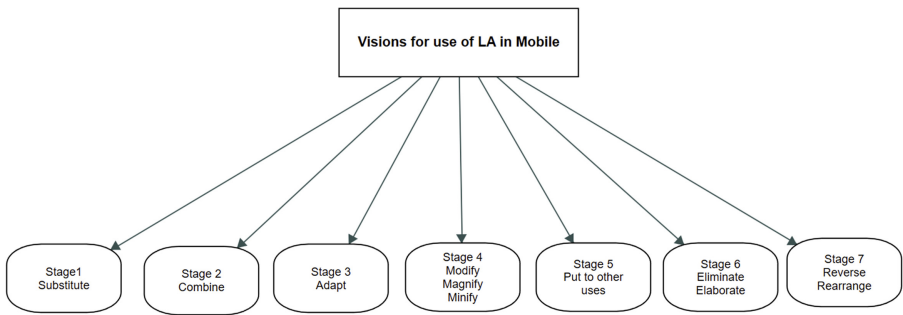 Visions for use of LA in Mobile
Stage1
Substitute
Stage 2
Combine
Stage 3
Adapt
Stage 4
Modify
Magnify
Minify
Stage 5
Put to other
uses
Stage 6
Eliminate
Elaborate
Stage 7
Reverse
Rearrange